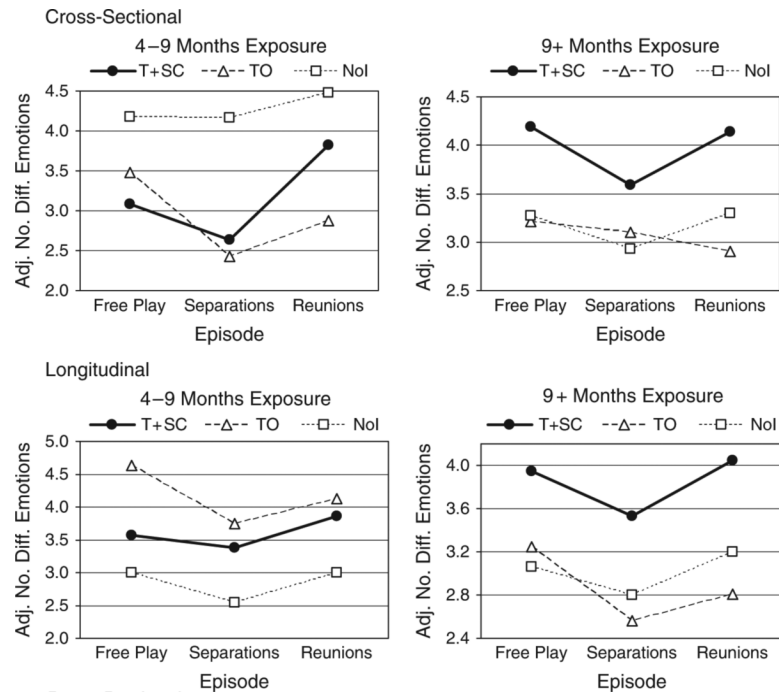 Cross-Sectional
4–9 Months Exposure
T+SC TO NoI
Adj. No. Diff. Emotions
4.5
4.0
3.5
3.0
2.5
2.0
Free Play Separations Reunions
Episode
9+ Months Exposure
T+SC TO NoI
Adj. No. Diff. Emotions
4.5
4.0
3.5
3.0
2.5
Free Play Separations Reunions
Episode
Longitudinal
4–9 Months Exposure
T+SC TO NoI
Adj. No. Diff. Emotions
5.0
4.5
4.0
3.5
3.0
2.5
2.0
Free Play Separations Reunions
Episode
9+ Months Exposure
T+SC TO NoI
Adj. No. Diff. Emotions
4.0
3.6
3.2
2.8
2.4
Free Play Separations Reunions
Episode